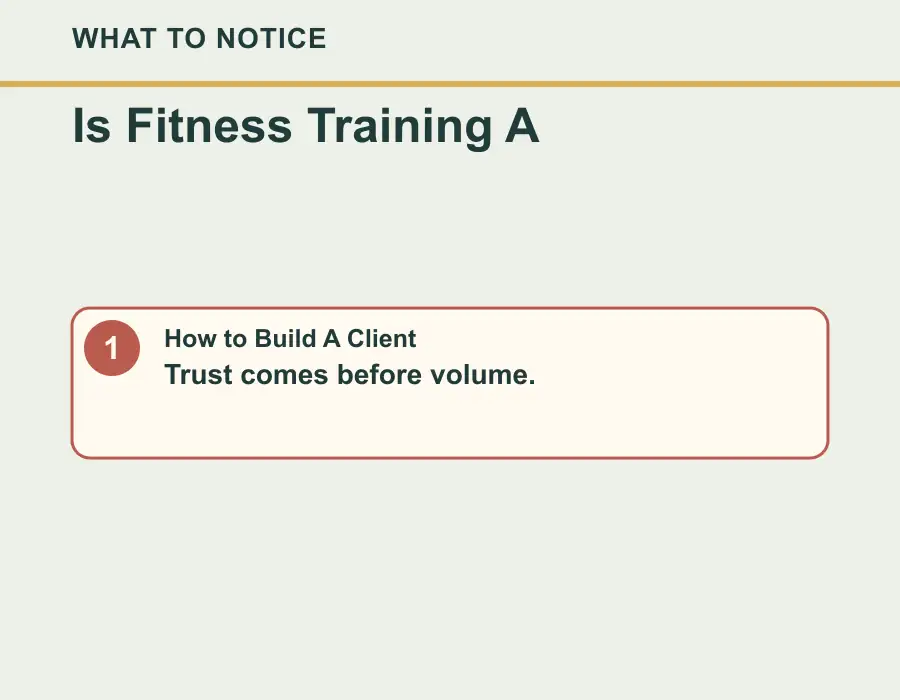 WHAT TO NOTICE
Is Fitness Training A
1
How to Build A Client
Trust comes before volume.